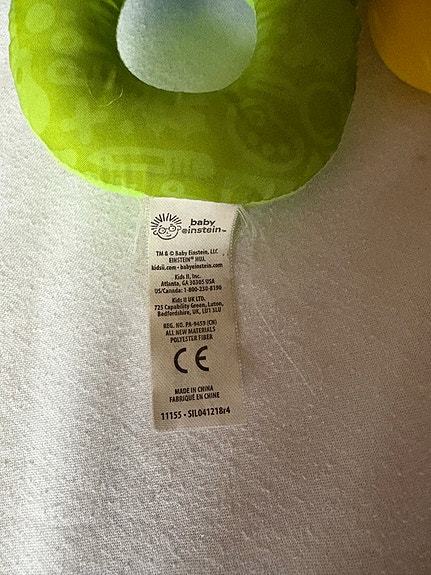 baby
einstein™
TM & © Baby Einstein, LLC
EINSTEIN® HUJ.
kidsii.com • babyeinstein.com
Kids II, Inc.
Atlanta, GA 30305 USA
US/Canada: 1-800-230-8190
Kids II UK LTD.
725 Capability Green, Luton,
Bedfordshire, UK, LU1 3LU
REG. NO. PA-9459 (CN)
ALL NEW MATERIALS
POLYESTER FIBER
CE
MADE IN CHINA
FABRIQUÉ EN CHINE
11155 • SIL041218r4